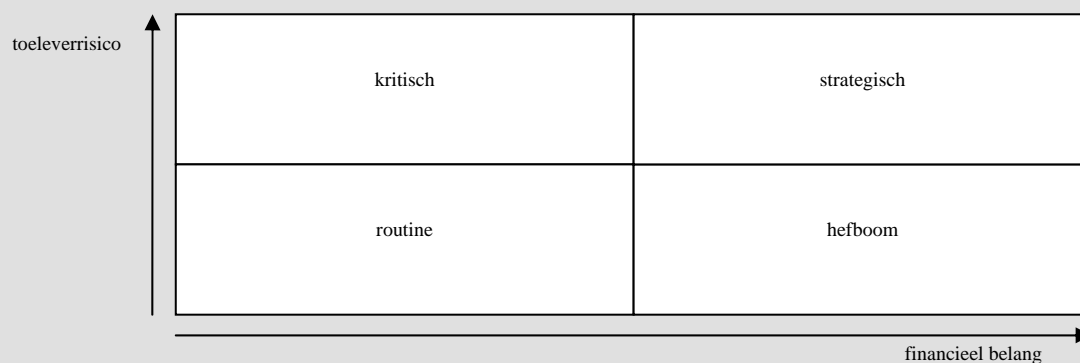 toeleverrisico
kritisch
strategisch
routine
hefboom
financieel belang